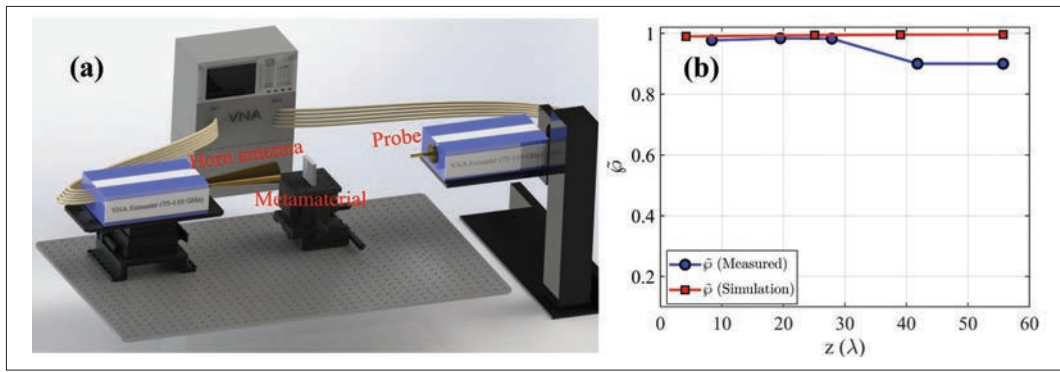 (a)
VNA
Probe
Horn antenna
VNA Extender (75-110 GHz)
VNA Extender (75-110 GHz)
Metamaterial
(b)
1
0.8
0.6
0.4
0.2
℘̃
℘̃ (Measured)
℘̃ (Simulation)
0 10 20 30 40 50 60
z (λ)